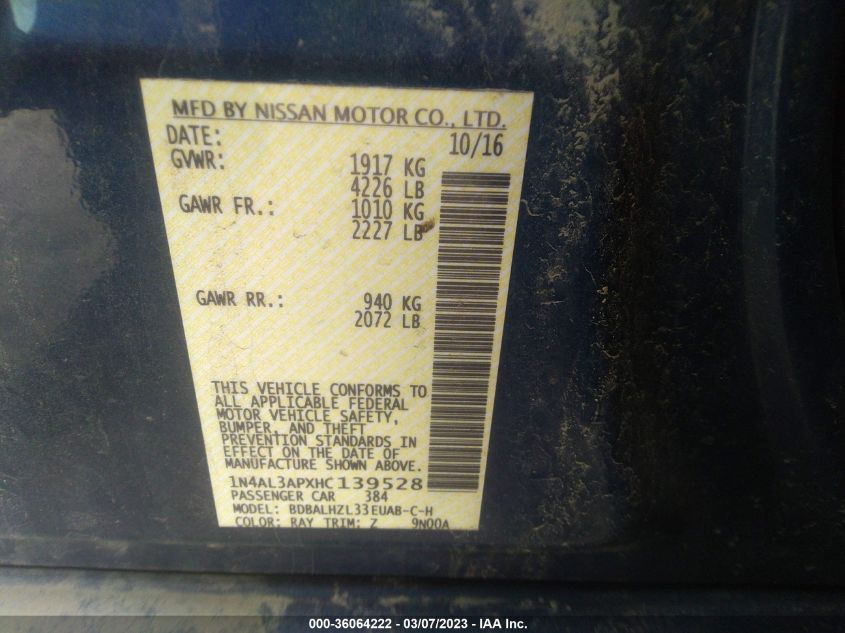 MFD BY NISSAN MOTOR CO., LTD.
DATE: 10/16
GVWR: 1917 KG
4226 LB
GAWR FR.: 1010 KG
2227 LB
GAWR RR.: 940 KG
2072 LB
THIS VEHICLE CONFORMS TO
ALL APPLICABLE FEDERAL
MOTOR VEHICLE SAFETY,
BUMPER, AND THEFT
PREVENTION STANDARDS IN
EFFECT ON THE DATE OF
MANUFACTURE SHOWN ABOVE.
1N4AL3APXHC139528
PASSENGER CAR 384
MODEL: BDBALHZL33EUAB-C-H
COLOR: RAY TRIM: Z 9N00A
000-36064222 - 03/07/2023 - IAA Inc.